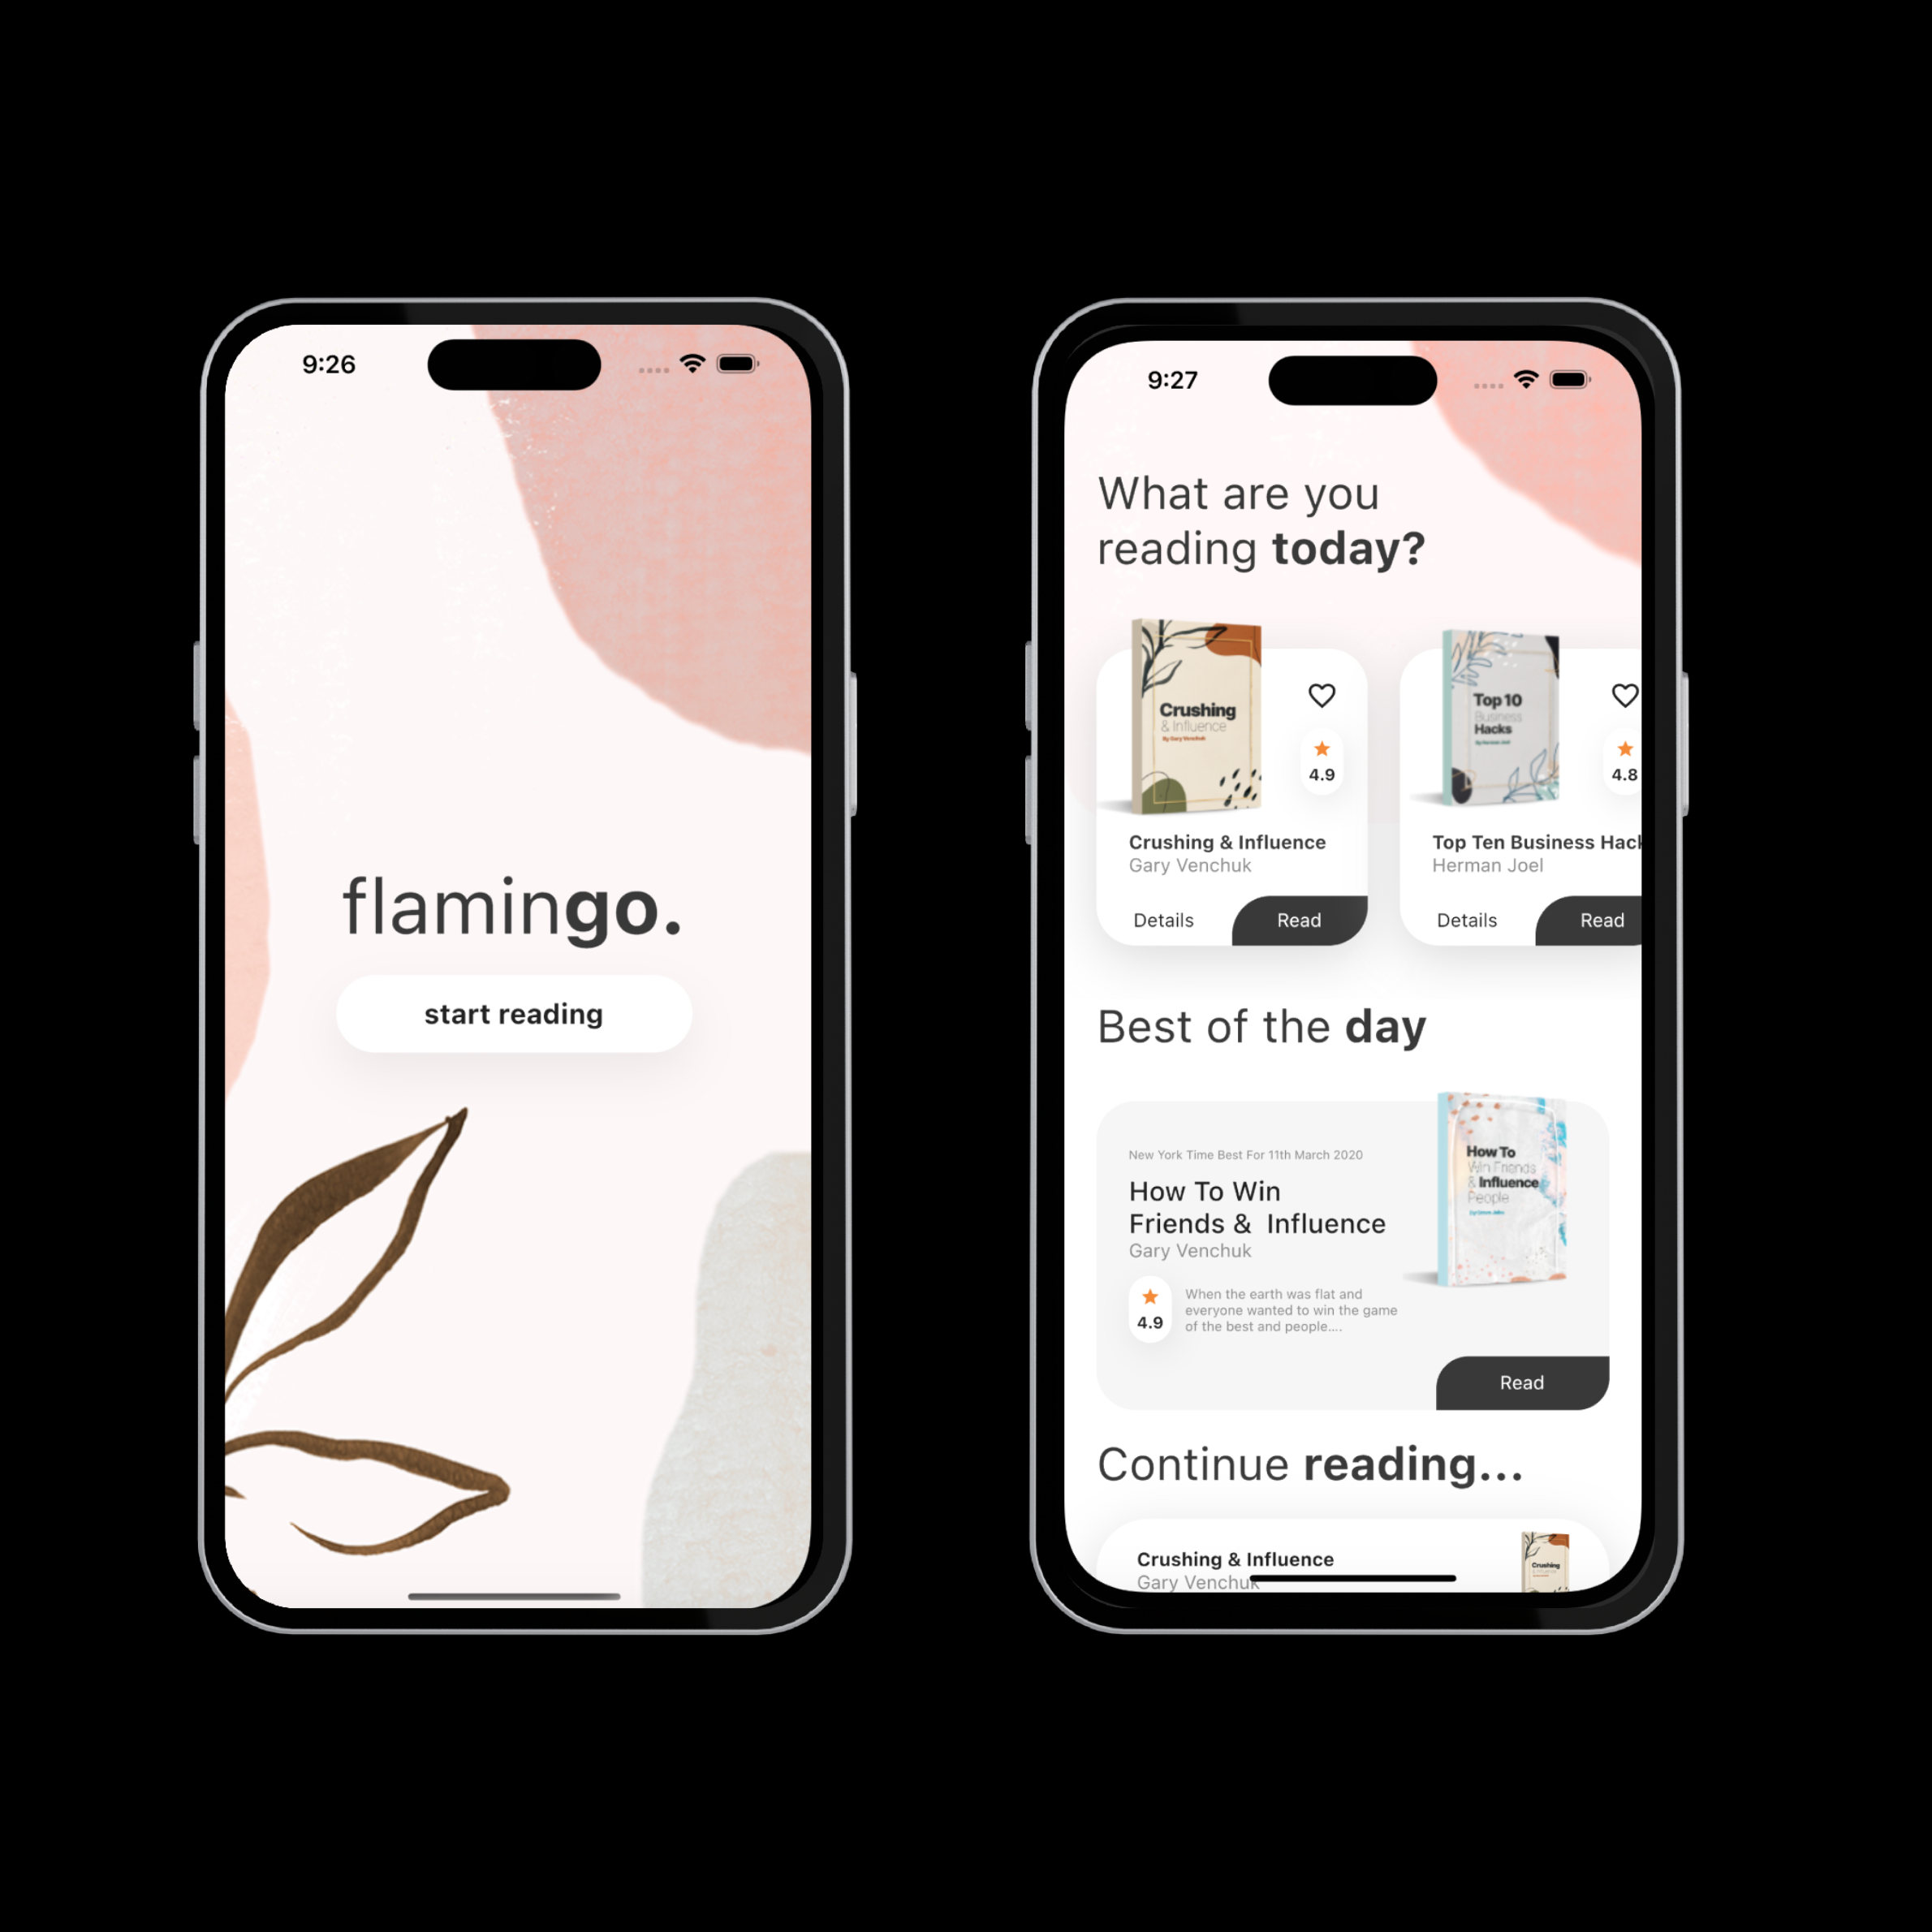 9:26
flamingo.
start reading
9:27
What are you
reading today?
Crushing
& Influence
By Gary Venchuk
4.9
Crushing & Influence
Gary Venchuk
Details
Read
Top 10
Business
Hacks
By Herman Joel
4.8
Top Ten Business Hack
Herman Joel
Details
Read
Best of the day
New York Time Best For 11th March 2020
How To Win
Friends &  Influence
Gary Venchuk
4.9
When the earth was flat and
everyone wanted to win the game
of the best and people....
How To
Win Friends
& Influence
People
Read
Continue reading...
Crushing & Influence
Gary Venchuk
Crushing